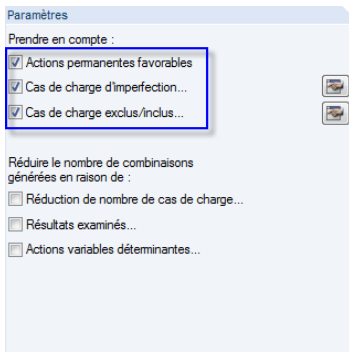 Paramètres
Prendre en compte :
Actions permanentes favorables
Cas de charge d'imperfection...
Cas de charge exclus/inclus...
Réduire le nombre de combinaisons
générées en raison de :
Réduction de nombre de cas de charge...
Résultats examinés...
Actions variables déterminantes...